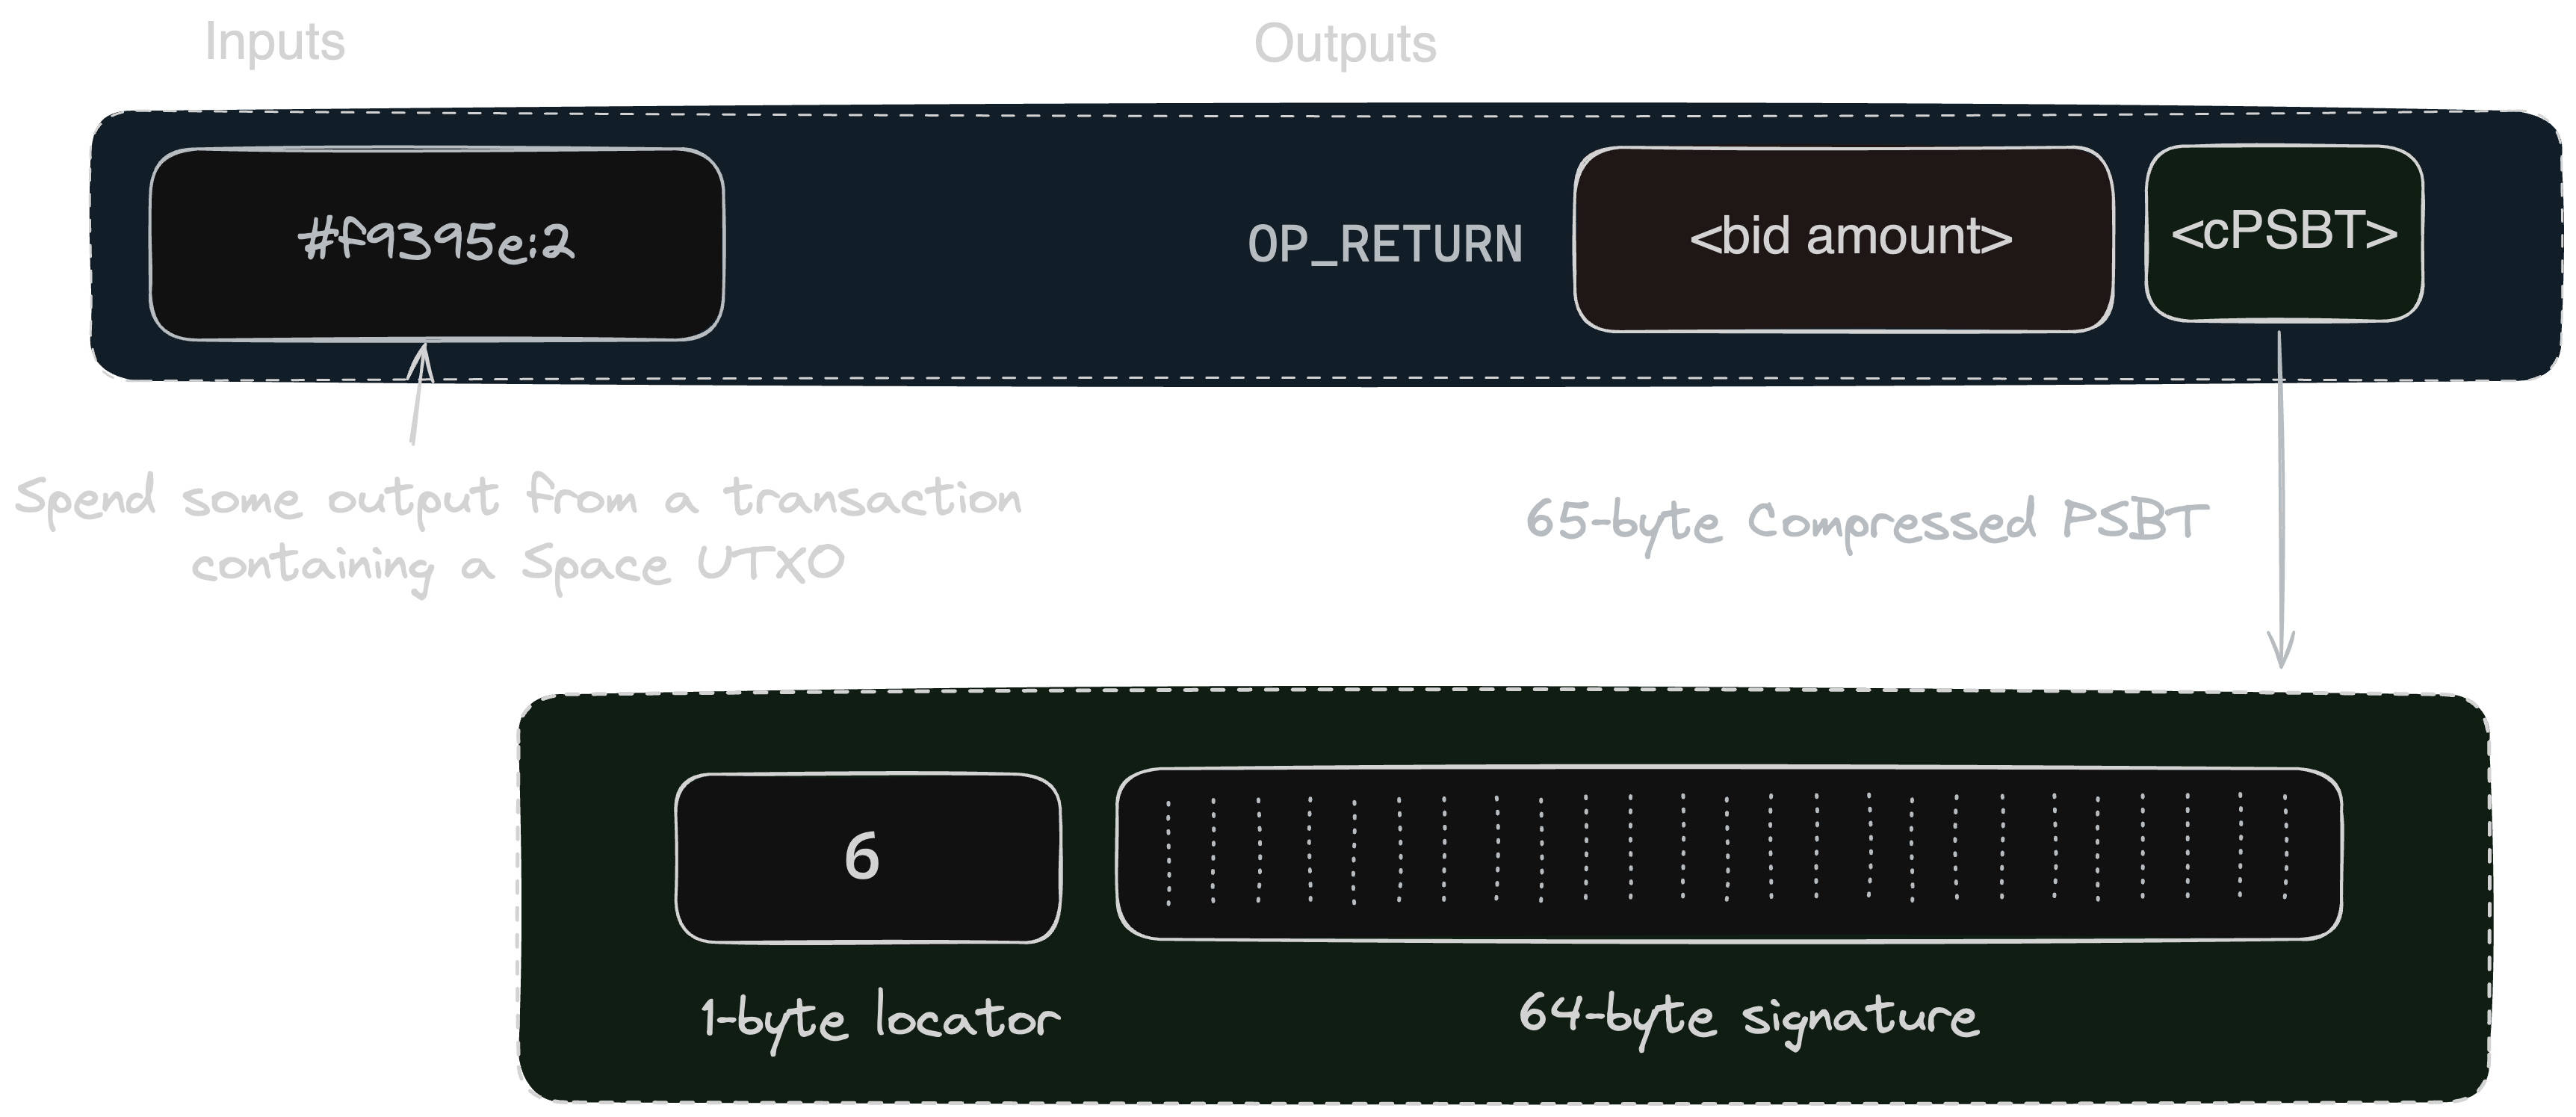 Inputs
Outputs
#f9395e:2
OP_RETURN
<bid amount>
<cPSBT>
Spend some output from a transaction
containing a Space UTXO
65-byte Compressed PSBT
6
1-byte locator
64-byte signature